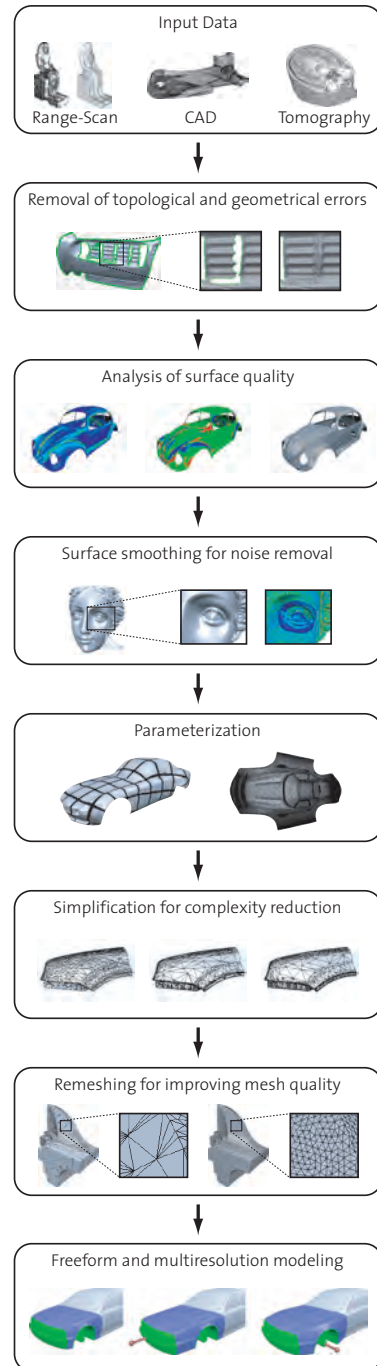 Input Data
Range-Scan CAD Tomography
Removal of topological and geometrical errors
Analysis of surface quality
Surface smoothing for noise removal
Parameterization
Simplification for complexity reduction
Remeshing for improving mesh quality
Freeform and multiresolution modeling